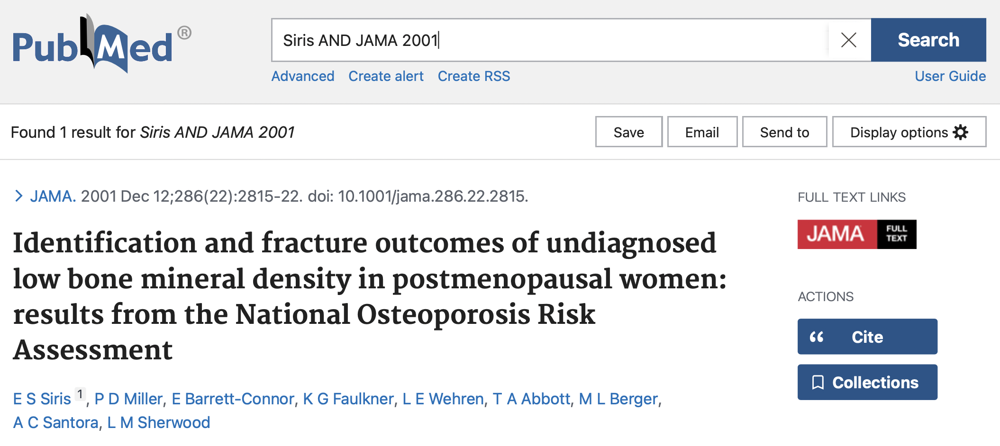 PubMed®
Siris AND JAMA 2001
Search
Advanced Create alert Create RSS
User Guide
Found 1 result for Siris AND JAMA 2001
Save Email Send to Display options
JAMA. 2001 Dec 12;286(22):2815-22. doi: 10.1001/jama.286.22.2815.
Identification and fracture outcomes of undiagnosed
low bone mineral density in postmenopausal women:
results from the National Osteoporosis Risk
Assessment
E S Siris 1, P D Miller, E Barrett-Connor, K G Faulkner, L E Wehren, T A Abbott, M L Berger,
A C Santora, L M Sherwood
FULL TEXT LINKS
JAMA FULL
TEXT
ACTIONS
Cite
Collections